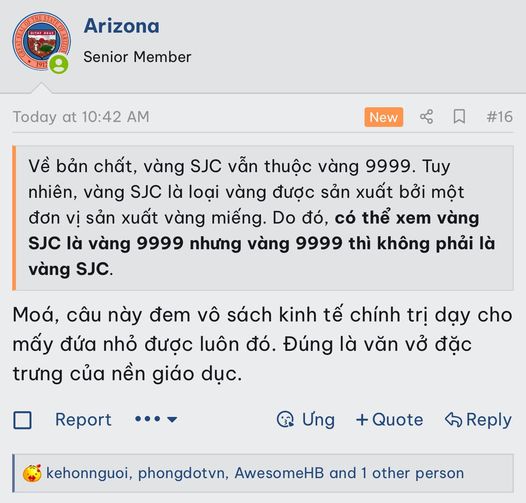 Arizona
Senior Member
Today at 10:42 AM
New
#16
Về bản chất, vàng SJC vẫn thuộc vàng 9999. Tuy
nhiên, vàng SJC là loại vàng được sản xuất bởi một
đơn vị sản xuất vàng miếng. Do đó, có thể xem vàng
SJC là vàng 9999 nhưng vàng 9999 thì không phải là
vàng SJC.
Moá, câu này đem vô sách kinh tế chính trị dạy cho
mấy đứa nhỏ được luôn đó. Đúng là văn vở đặc
trưng của nền giáo dục.
Report
Ưng
+Quote
Reply
kehonnguoi, phongdotvn, AwesomeHB and 1 other person